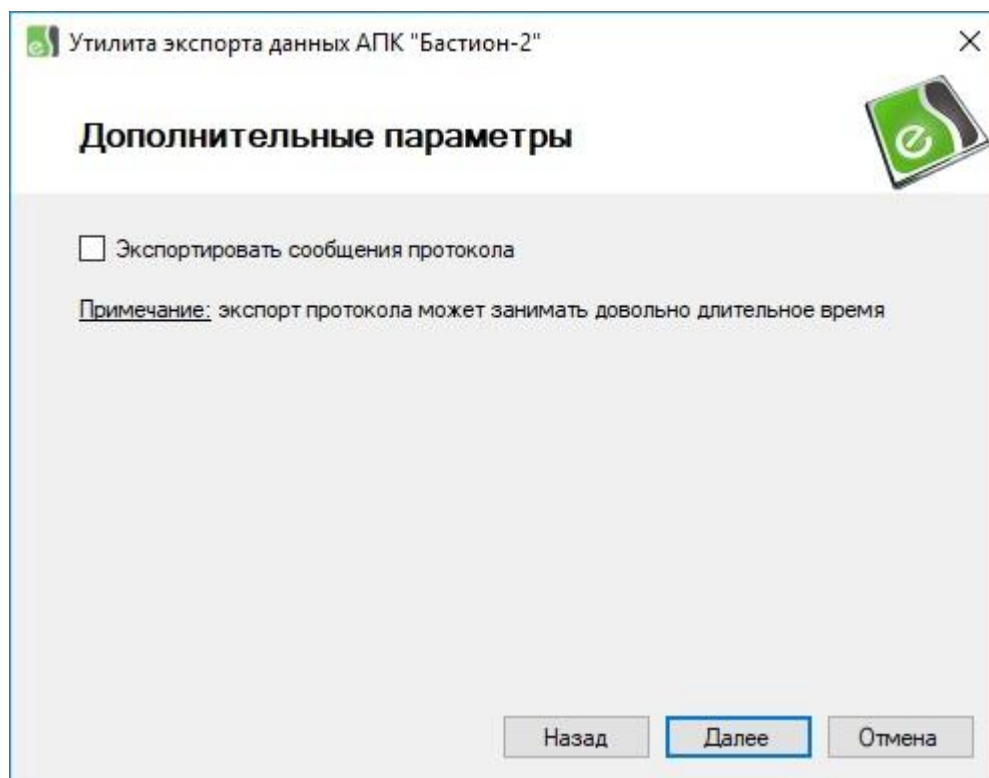 Утилита экспорта данных АПК "Бастион-2"
Дополнительные параметры
Экспортировать сообщения протокола
Примечание: экспорт протокола может занимать довольно длительное время
Назад Далее Отмена